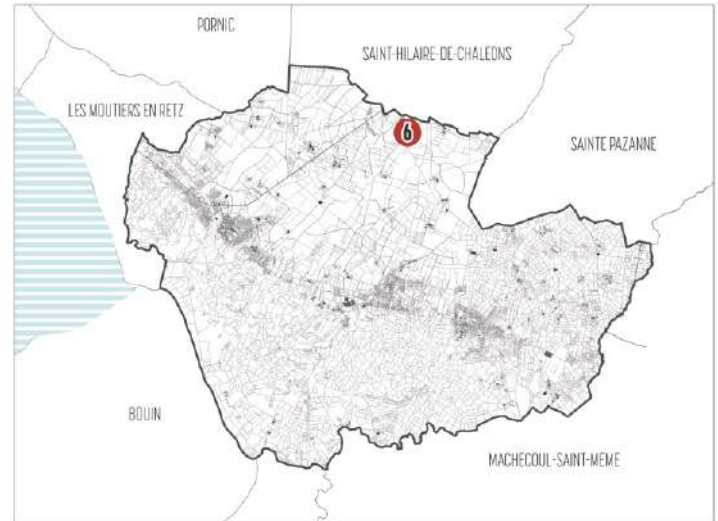 PORNIC
SAINT-HILAIRE-DE-CHALEONS
LES MOUTIERS EN RETZ
6
SAINTE PAZANNE
BOUIN
MACHECOUL-SAINT-MEME